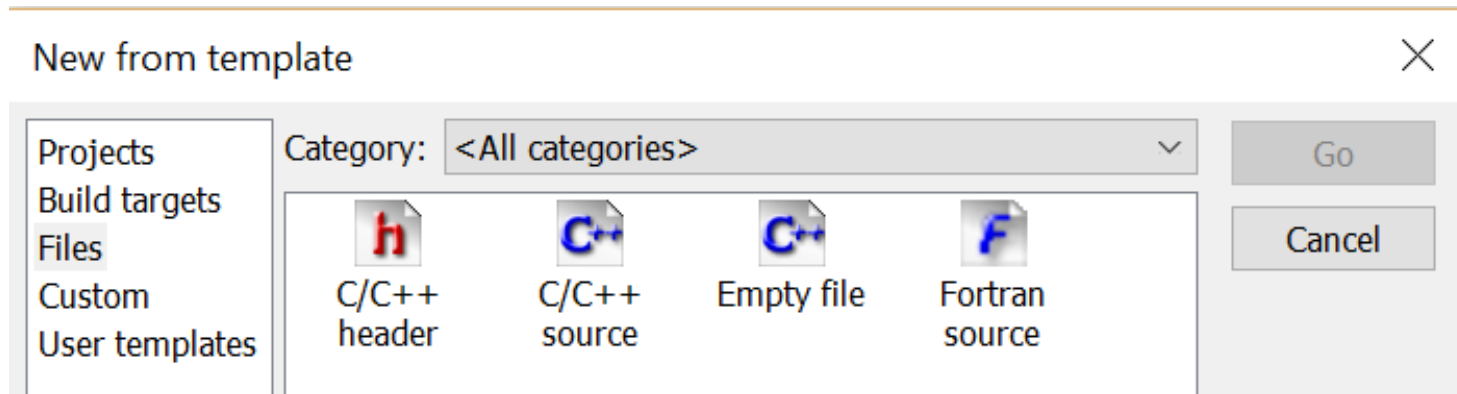 New from template
Projects
Build targets
Files
Custom
User templates
Category: <All categories>
h
C/C++
header
C++
C/C++
source
C++
Empty file
F
Fortran
source
Go
Cancel